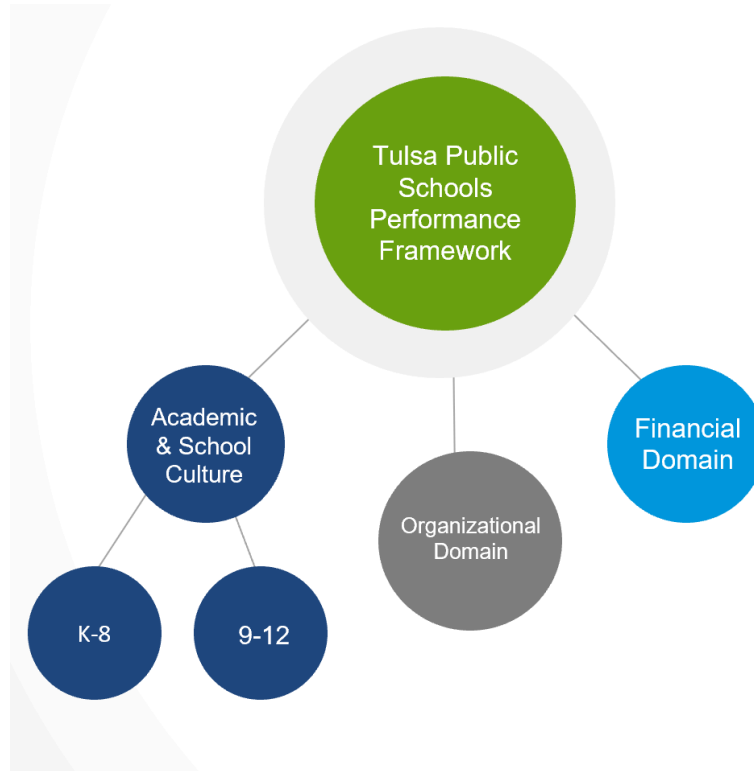 Tulsa Public
Schools
Performance
Framework
Academic
& School
Culture
Financial
Domain
Organizational
Domain
K-8
9-12